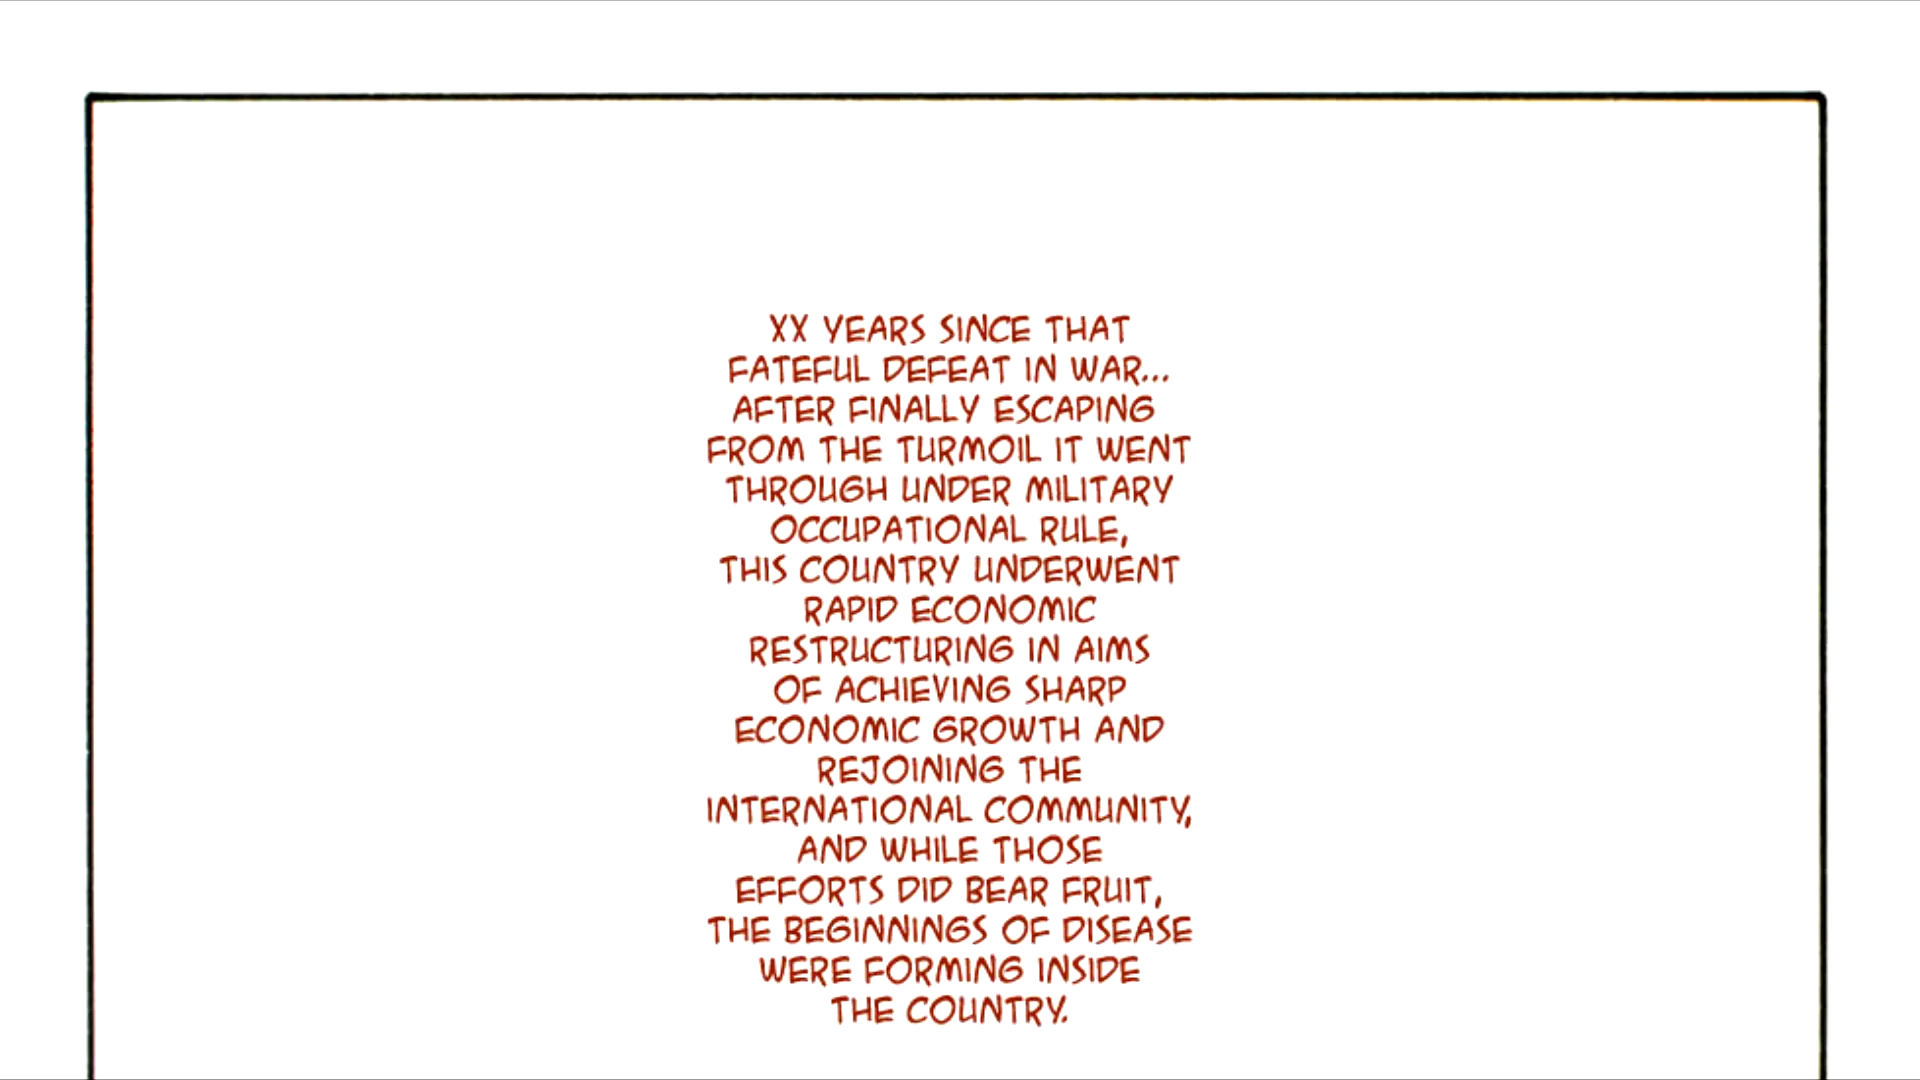 XX YEARS SINCE THAT
FATEFUL DEFEAT IN WAR...
AFTER FINALLY ESCAPING
FROM THE TURMOIL IT WENT
THROUGH UNDER MILITARY
OCCUPATIONAL RULE,
THIS COUNTRY UNDERWENT
RAPID ECONOMIC
RESTRUCTURING IN AIMS
OF ACHIEVING SHARP
ECONOMIC GROWTH AND
REJOINING THE
INTERNATIONAL COMMUNITY,
AND WHILE THOSE
EFFORTS DID BEAR FRUIT,
THE BEGINNINGS OF DISEASE
WERE FORMING INSIDE
THE COUNTRY.